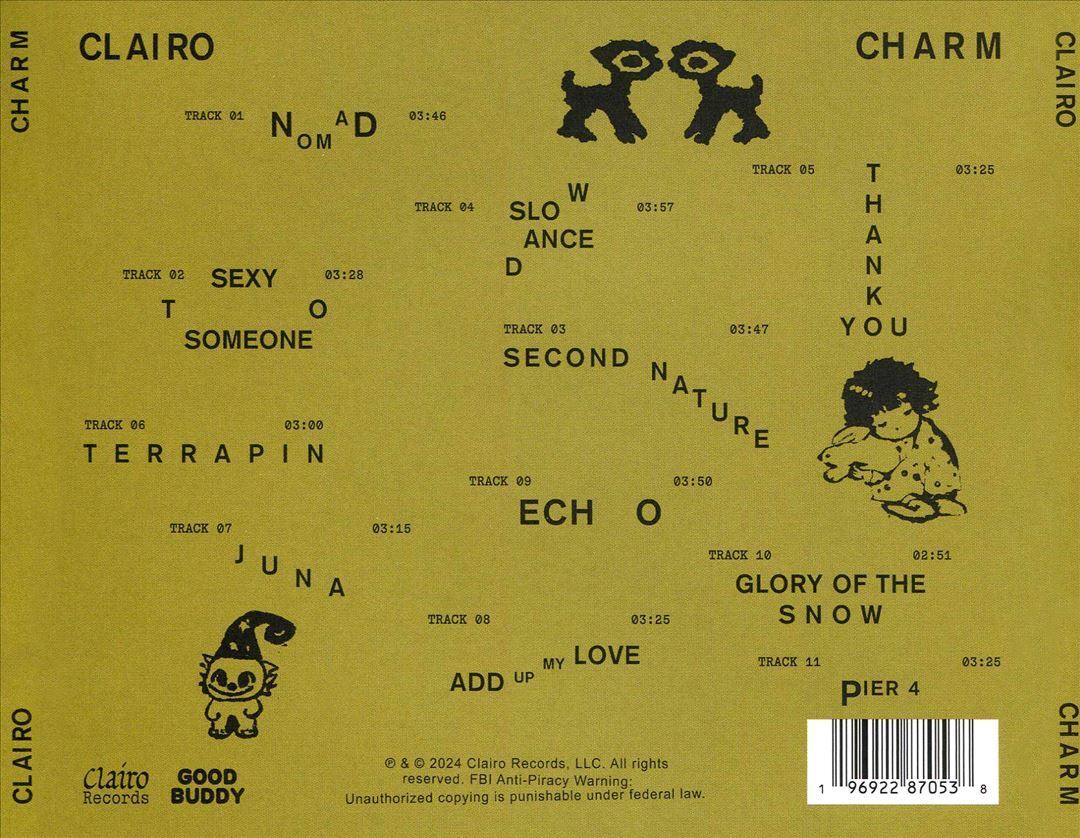 CHARM
CLAIRO
CHARM
CLAIRO
TRACK 01 NOMAD 03:46
TRACK 02 SEXY 03:28
T O
SOMEONE
TRACK 03 03:47
SECOND NATURE
TRACK 04 SLOW 03:57
ANCE
D
TRACK 05 THANK 03:25
YOU
TRACK 06 03:00
TERRAPIN
TRACK 07 03:15
JUNA
TRACK 08 03:25
ADD UP MY LOVE
TRACK 09 03:50
ECHO
TRACK 10 02:51
GLORY OF THE
SNOW
TRACK 11 03:25
PIER 4
CLAIRO
Clairo
Records
GOOD
BUDDY
℗ & © 2024 Clairo Records, LLC. All rights
reserved. FBI Anti-Piracy Warning:
Unauthorized copying is punishable under federal law.
1 96922 87053 8
CHARM